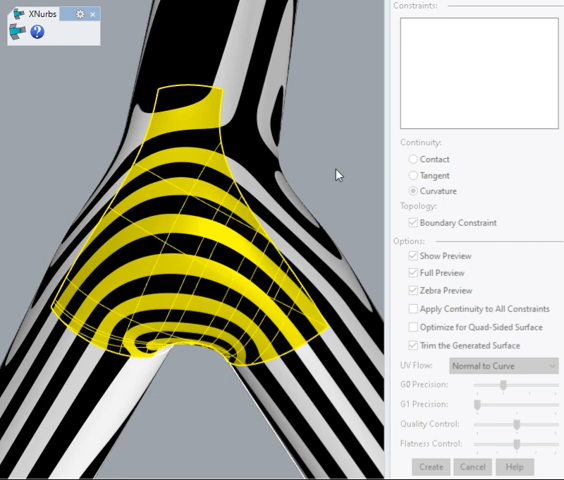 XNurbs
Constraints:
Continuity:
Contact
Tangent
Curvature
Topology:
Boundary Constraint
Options:
Show Preview
Full Preview
Zebra Preview
Apply Continuity to All Constraints
Optimize for Quad-Sided Surface
Trim the Generated Surface
UV Flow: Normal to Curve
G0 Precision:
G1 Precision:
Quality Control:
Flatness Control:
Create Cancel Help